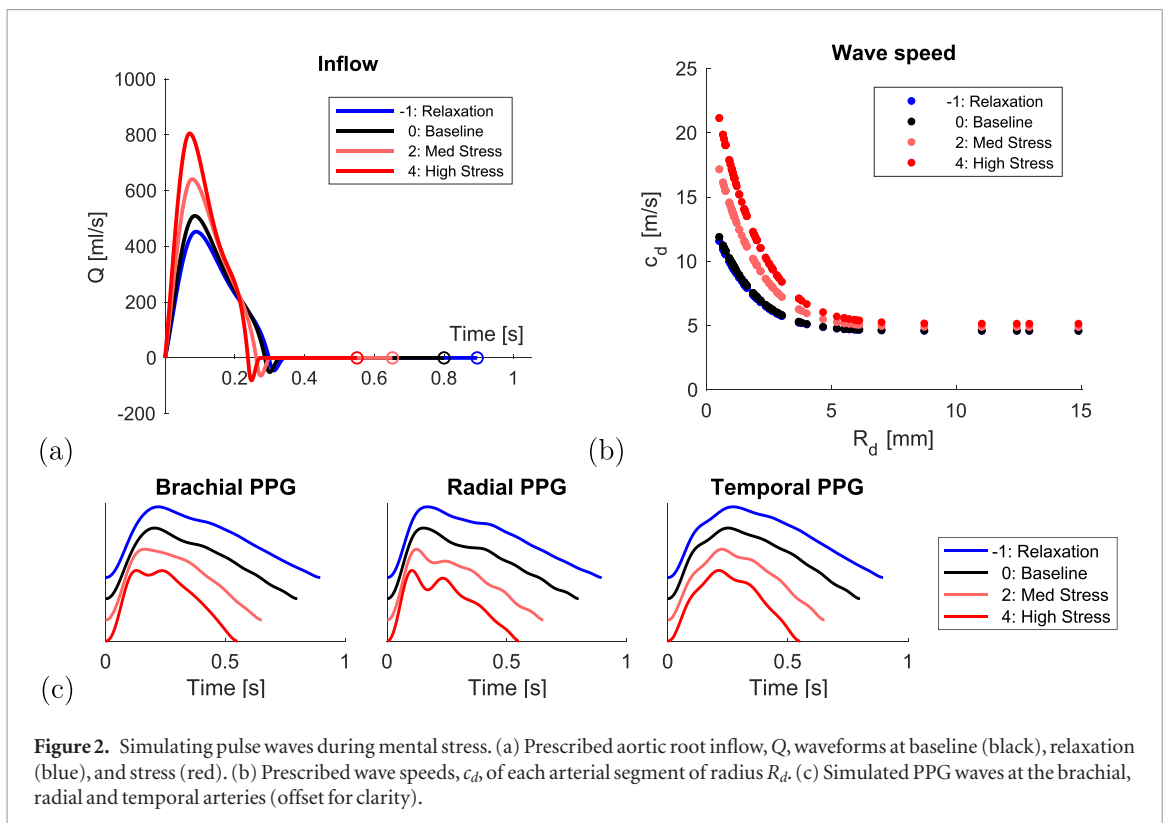 Inflow
1000
800
600
400
200
0
-200
Q [ml/s]
-1: Relaxation
0: Baseline
2: Med Stress
4: High Stress
Time [s]
0.2
0.4
0.6
0.8
1
(a)
Wave speed
25
20
15
10
5
0
c_d [m/s]
-1: Relaxation
0: Baseline
2: Med Stress
4: High Stress
0
5
10
15
R_d [mm]
(b)
Brachial PPG
0
0.5
1
Time [s]
Radial PPG
0
0.5
1
Time [s]
Temporal PPG
0
0.5
1
Time [s]
-1: Relaxation
0: Baseline
2: Med Stress
4: High Stress
(c)
Figure 2. Simulating pulse waves during mental stress. (a) Prescribed aortic root inflow, Q, waveforms at baseline (black), relaxation
(blue), and stress (red). (b) Prescribed wave speeds, c_d, of each arterial segment of radius R_d. (c) Simulated PPG waves at the brachial,
radial and temporal arteries (offset for clarity).